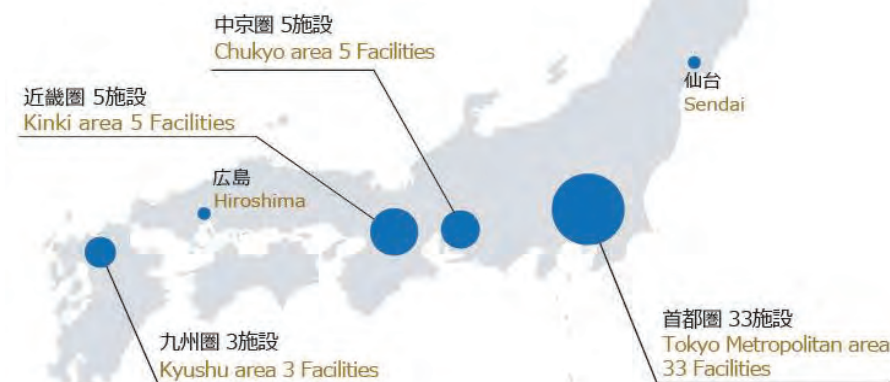 中京圏 5施設
Chukyo area 5 Facilities
仙台
Sendai
近畿圏 5施設
Kinki area 5 Facilities
広島
Hiroshima
九州圏 3施設
Kyushu area 3 Facilities
首都圏 33施設
Tokyo Metropolitan area
33 Facilities